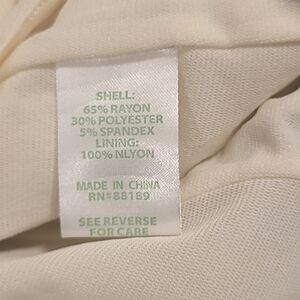 SHELL:
65% RAYON
30% POLYESTER
5% SPANDEX
LINING:
100% NLYON
MADE IN CHINA
RN#88189
SEE REVERSE
FOR CARE